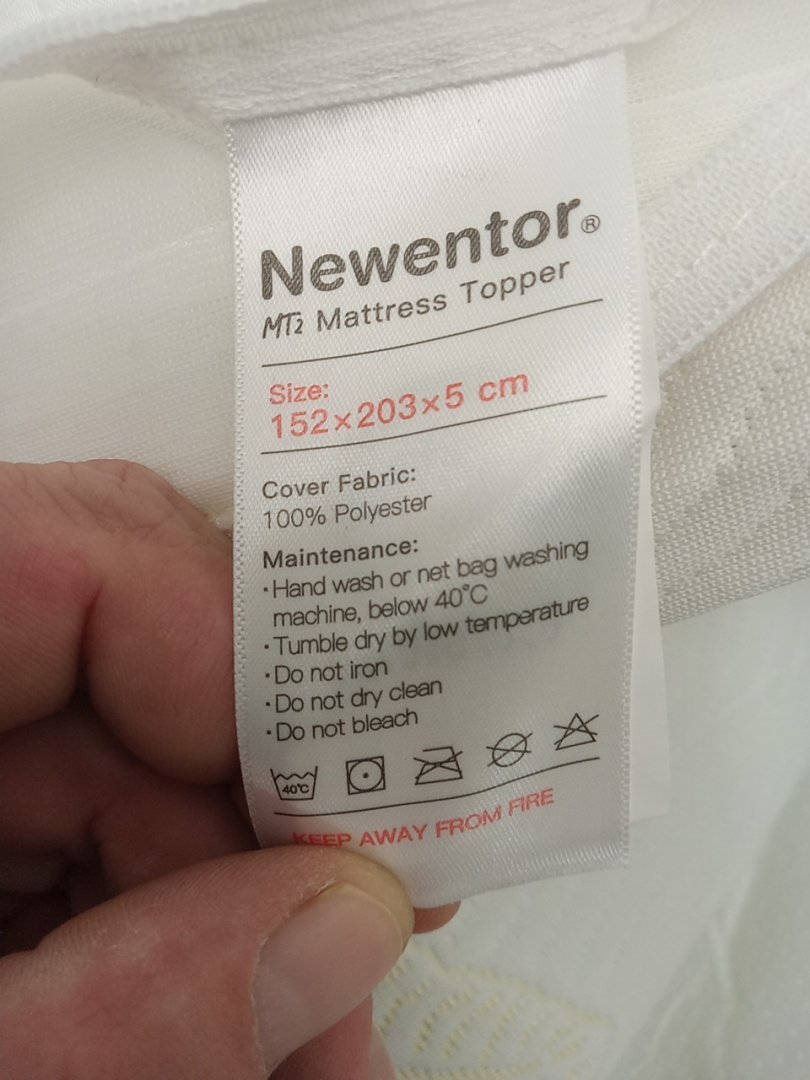 Newentor®
MT2 Mattress Topper
Size:
152×203×5 cm
Cover Fabric:
100% Polyester
Maintenance:
·Hand wash or net bag washing
machine, below 40°C
·Tumble dry by low temperature
·Do not iron
·Do not dry clean
·Do not bleach
40°C
KEEP AWAY FROM FIRE